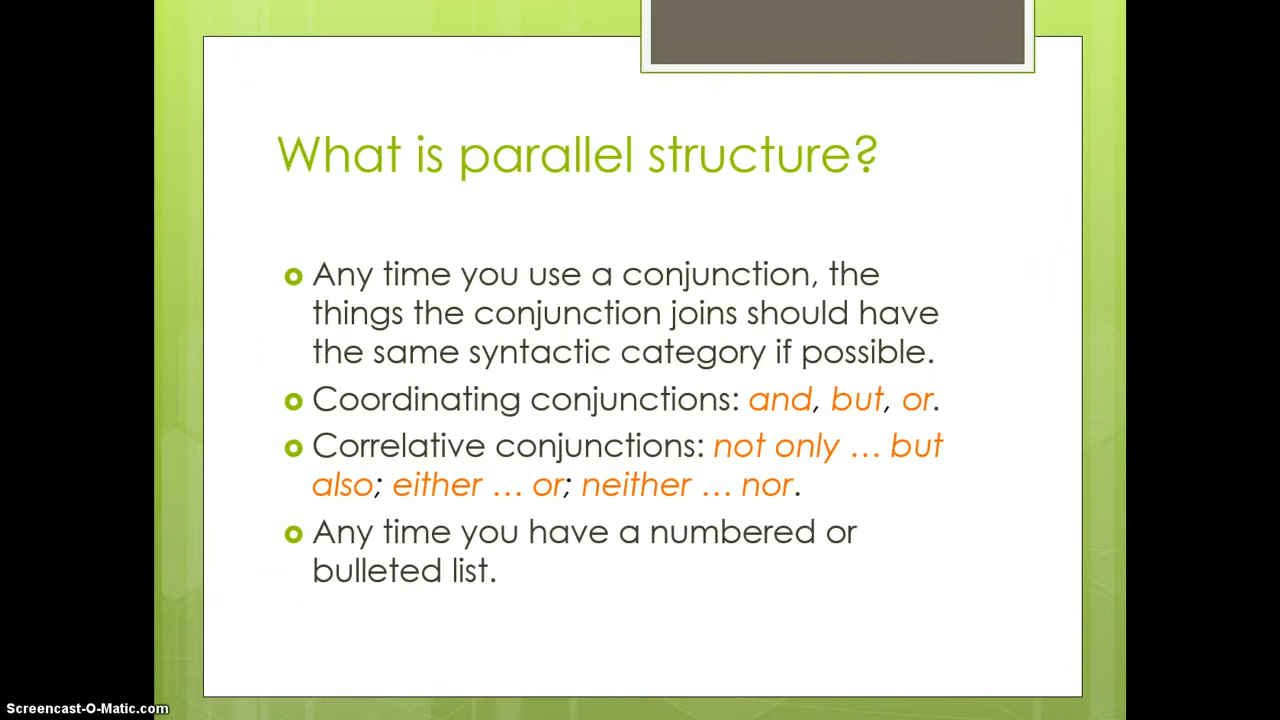 What is parallel structure?
Any time you use a conjunction, the
things the conjunction joins should have
the same syntactic category if possible.
Coordinating conjunctions: and, but, or.
Correlative conjunctions: not only … but
also; either … or; neither … nor.
Any time you have a numbered or
bulleted list.
Screencast-O-Matic.com